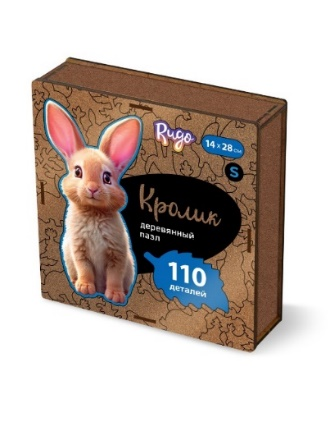 Rugo
14 x 28 см
S
Кролик
деревянный
пазл
110
деталей